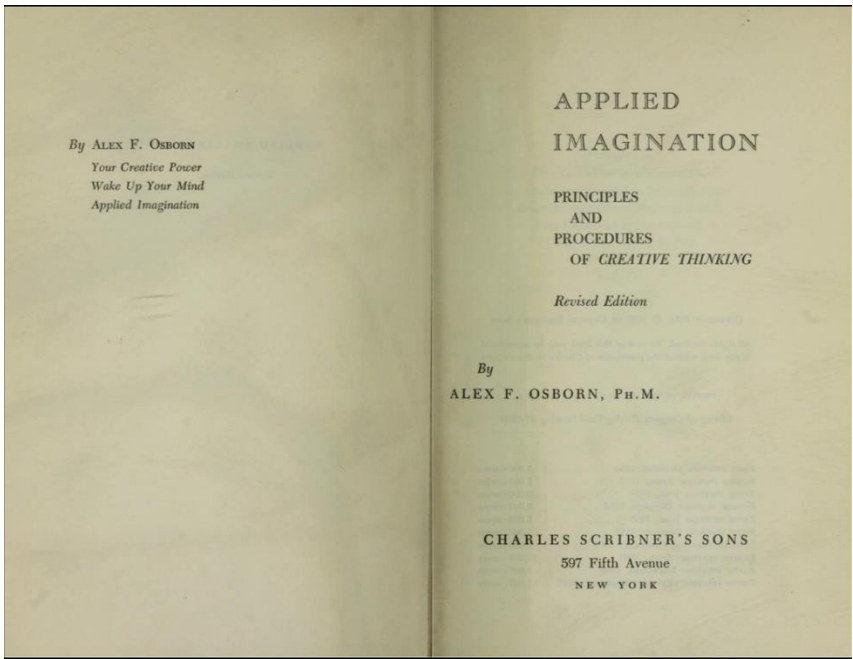 By ALEX F. OSBORN
Your Creative Power
Wake Up Your Mind
Applied Imagination
APPLIED
IMAGINATION
PRINCIPLES
AND
PROCEDURES
OF CREATIVE THINKING
Revised Edition
By
ALEX F. OSBORN, PH.M.
CHARLES SCRIBNER'S SONS
597 Fifth Avenue
NEW YORK